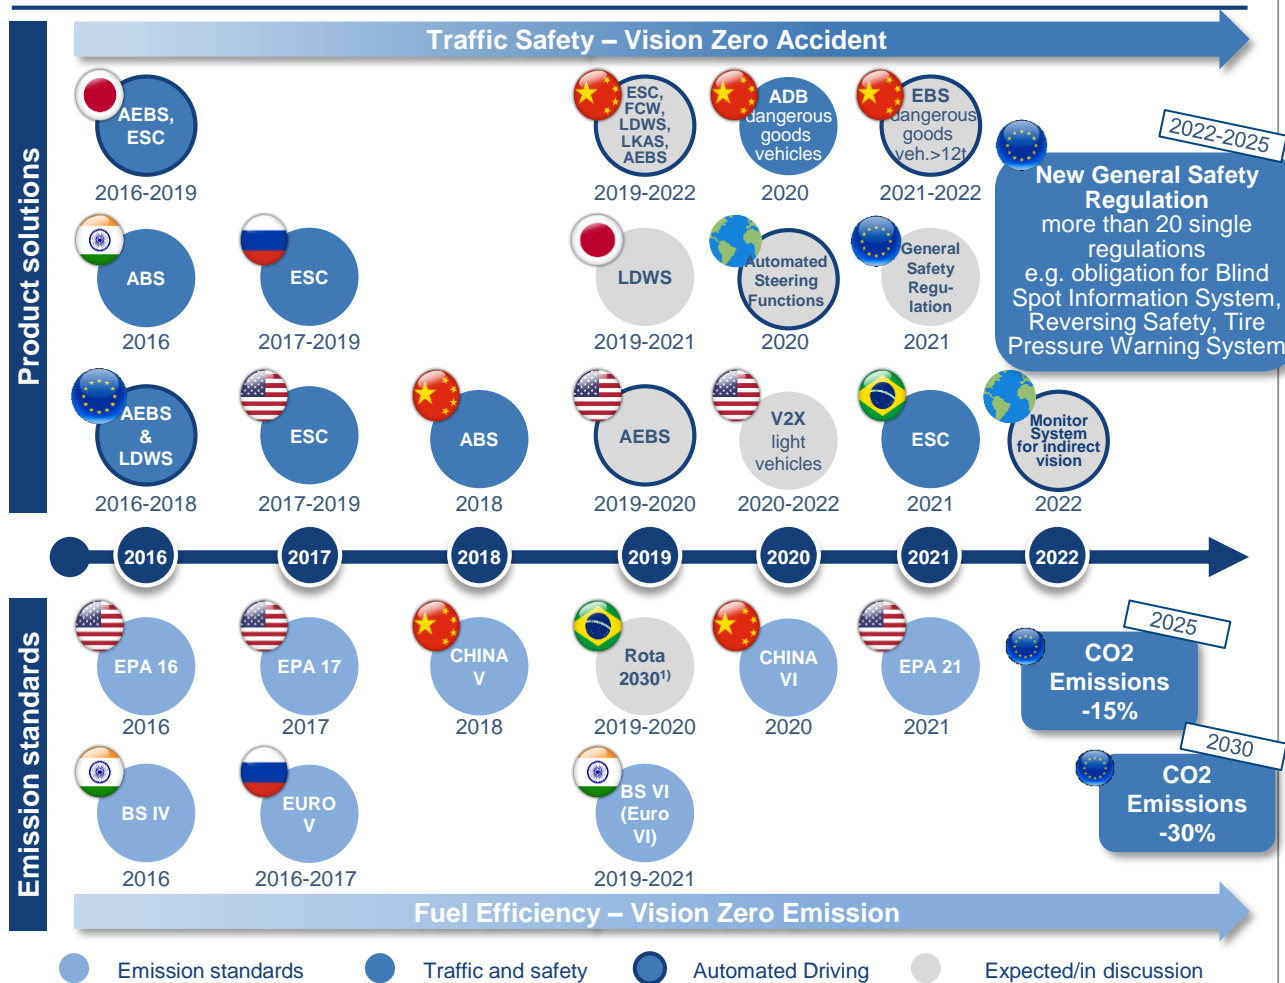 Traffic Safety – Vision Zero Accident
Product solutions
AEBS,
ESC
2016-2019
ESC,
FCW,
LDWS,
LKAS,
AEBS
2019-2022
ADB
dangerous
goods
vehicles
2020
EBS
dangerous
goods
veh.>12t
2021-2022
2022-2025
New General Safety
Regulation
more than 20 single
regulations
e.g. obligation for Blind
Spot Information System,
Reversing Safety, Tire
Pressure Warning System
ABS
2016
ESC
2017-2019
LDWS
2019-2021
Automated
Steering
Functions
2020
General
Safety
Regu-
lation
2021
AEBS
&
LDWS
2016-2018
ESC
2017-2019
ABS
2018
AEBS
2019-2020
V2X
light
vehicles
2020-2022
ESC
2021
Monitor
System
for indirect
vision
2022
2016
2017
2018
2019
2020
2021
2022
Emission standards
EPA 16
2016
EPA 17
2017
CHINA
V
2018
Rota
2030¹⁾
2019-2020
CHINA
VI
2020
EPA 21
2021
2025
CO2
Emissions
-15%
2030
CO2
Emissions
-30%
BS IV
2016
EURO
V
2016-2017
BS VI
(Euro
VI)
2019-2021
Fuel Efficiency – Vision Zero Emission
Emission standards
Traffic and safety
Automated Driving
Expected/in discussion